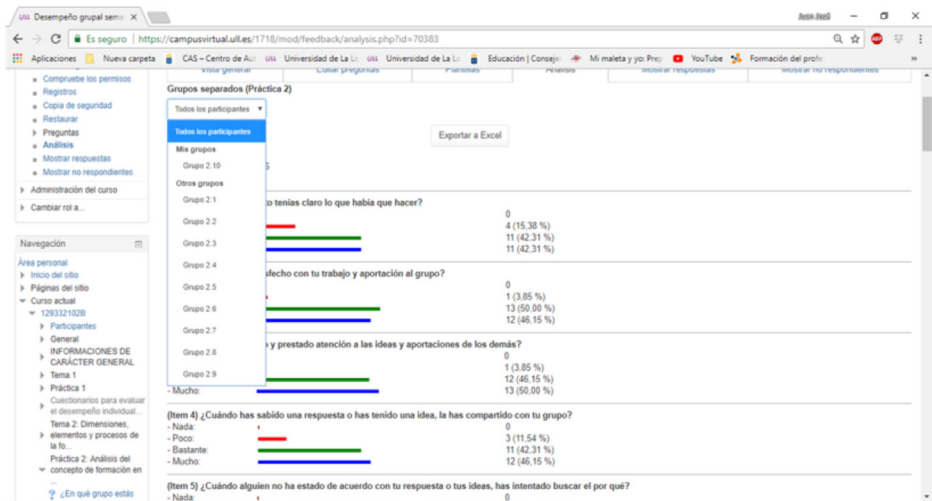 ULL Desempeño grupal sema
Es seguro | https://campusvirtual.ull.es/1718/mod/feedback/analysis.php?id=70383
Aplicaciones Nueva carpeta CAS – Centro de Aut ULL Universidad de La La ULL Universidad de La La Educación | Conseje Mi maleta y yo: Prep YouTube Formación del profe
Vista general Editar preguntas Plantillas Análisis Mostrar respuestas Mostrar no respondientes
Compruebe los permisos
Registros
Copia de seguridad
Restaurar
Preguntas
Análisis
Mostrar respuestas
Mostrar no respondientes
Administración del curso
Cambiar rol a...
Navegación
Área personal
Inicio del sitio
Páginas del sitio
Curso actual
129332102B
Participantes
General
INFORMACIONES DE
CARÁCTER GENERAL
Tema 1
Práctica 1
Cuestionarios para evaluar
el desempeño individual...
Tema 2: Dimensiones,
elementos y procesos de
la fo...
Práctica 2: Análisis del
concepto de formación en
...
¿En qué grupo estás
Grupos separados (Práctica 2)
Todos los participantes
Todos los participantes
Mis grupos
Grupo 2.10
Otros grupos
Grupo 2.1
Grupo 2.2
Grupo 2.3
Grupo 2.4
Grupo 2.5
Grupo 2.6
Grupo 2.7
Grupo 2.8
Grupo 2.9
Exportar a Excel
tenías claro lo que había que hacer?
0
4 (15,38 %)
11 (42,31 %)
11 (42,31 %)
sfecho con tu trabajo y aportación al grupo?
0
1 (3,85 %)
13 (50,00 %)
12 (46,15 %)
y prestado atención a las ideas y aportaciones de los demás?
0
1 (3,85 %)
12 (46,15 %)
- Mucho: 13 (50,00 %)
(Item 4) ¿Cuándo has sabido una respuesta o has tenido una idea, la has compartido con tu grupo?
- Nada: 0
- Poco: 3 (11,54 %)
- Bastante: 11 (42,31 %)
- Mucho: 12 (46,15 %)
(Item 5) ¿Cuándo alguien no ha estado de acuerdo con tu respuesta o tus ideas, has intentado buscar el por qué?
- Nada: 0